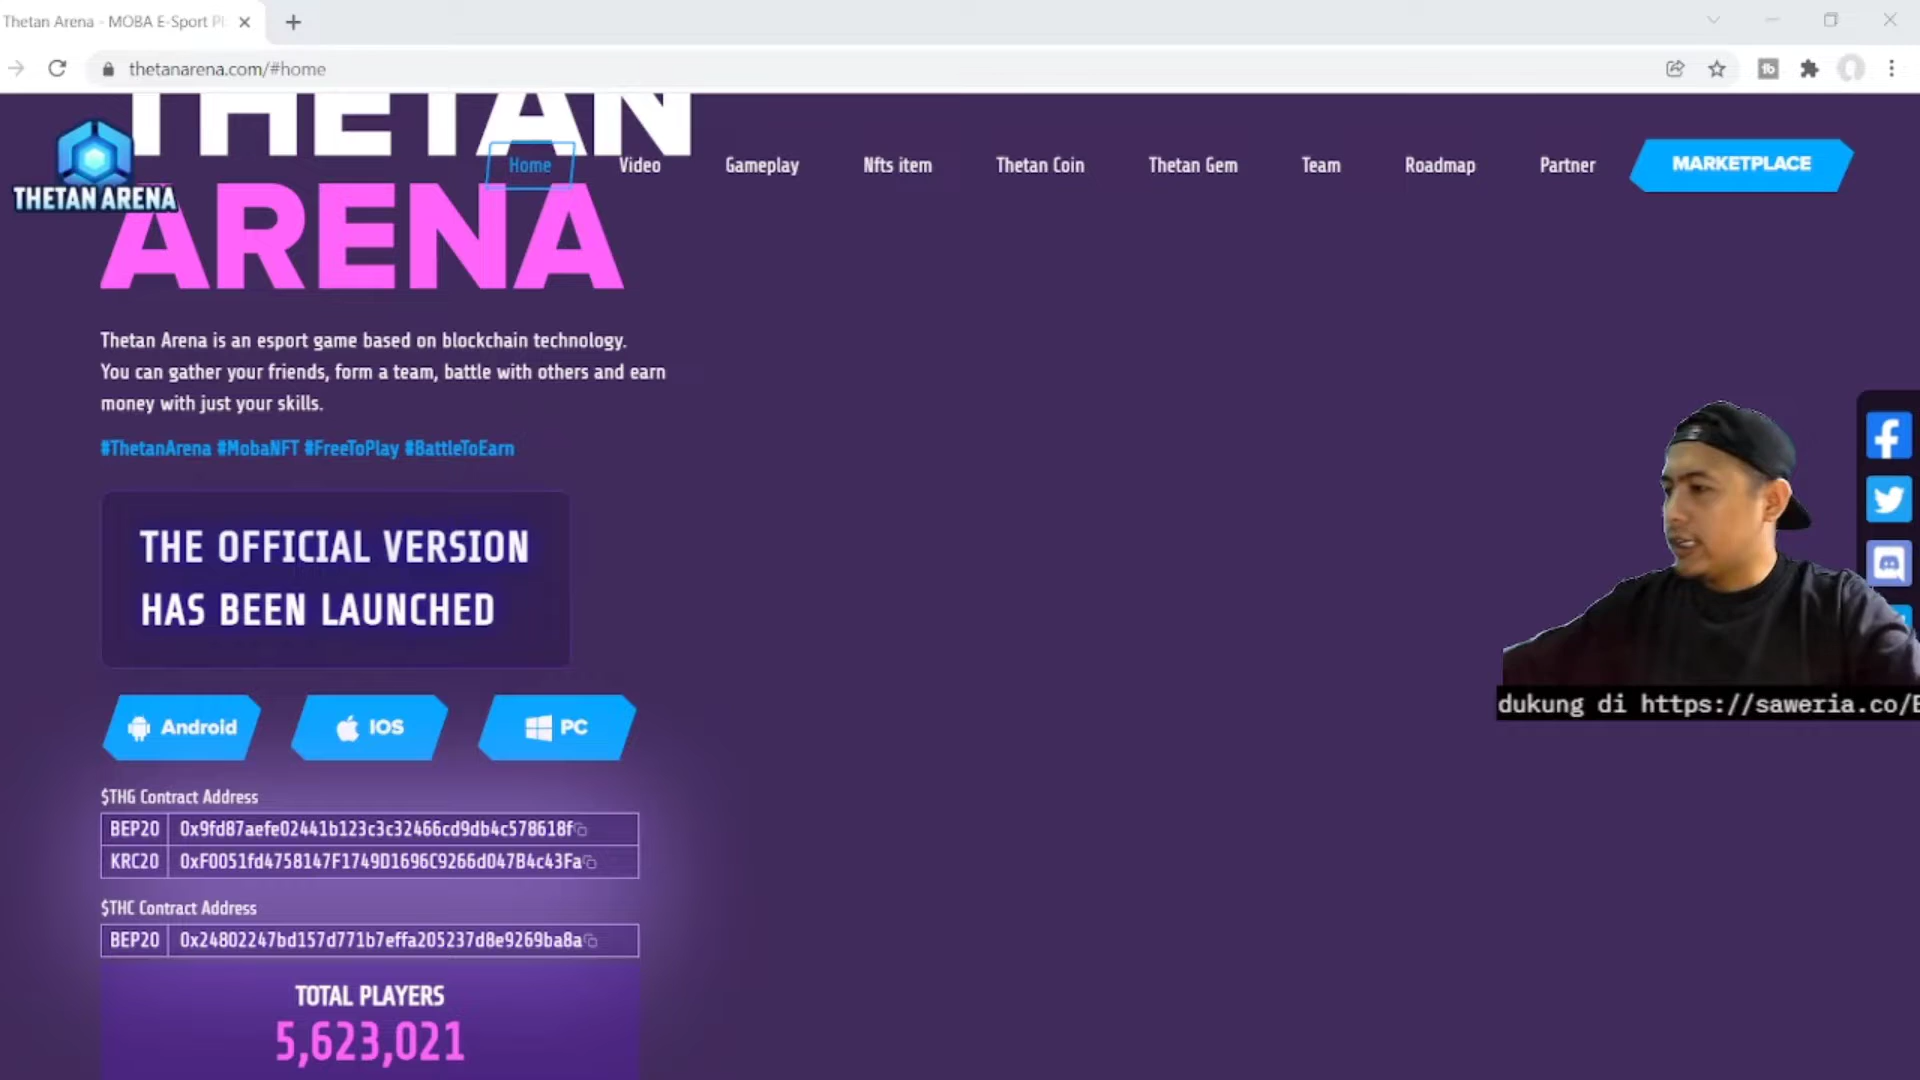 Thetan Arena - MOBA E-Sport Pl
thetanarena.com/#home
THETAN
ARENA
THETAN ARENA
Home
Video
Gameplay
Nfts item
Thetan Coin
Thetan Gem
Team
Roadmap
Partner
MARKETPLACE
Thetan Arena is an esport game based on blockchain technology.
You can gather your friends, form a team, battle with others and earn
money with just your skills.
#ThetanArena #MobaNFT #FreeToPlay #BattleToEarn
THE OFFICIAL VERSION
HAS BEEN LAUNCHED
Android
IOS
PC
dukung di https://saweria.co/
$THG Contract Address
BEP20 0x9fd87aefe02441b123c3c32466cd9db4c578618f
KRC20 0xF0051fd4758147F1749D1696C9266d047B4c43Fa
$THC Contract Address
BEP20 0x24802247bd157d771b7effa205237d8e9269ba8a
TOTAL PLAYERS
5,623,021